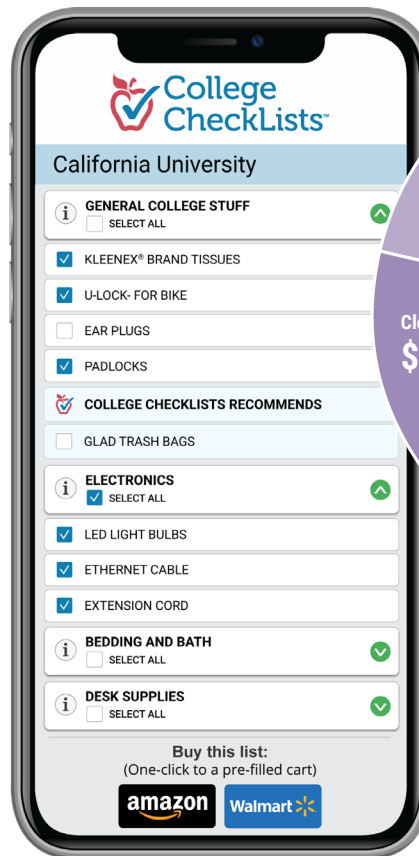 College
CheckLists™
California University
GENERAL COLLEGE STUFF
SELECT ALL
KLEENEX® BRAND TISSUES
U-LOCK- FOR BIKE
EAR PLUGS
PADLOCKS
COLLEGE CHECKLISTS RECOMMENDS
GLAD TRASH BAGS
ELECTRONICS
SELECT ALL
LED LIGHT BULBS
ETHERNET CABLE
EXTENSION CORD
BEDDING AND BATH
SELECT ALL
DESK SUPPLIES
SELECT ALL
Buy this list:
(One-click to a pre-filled cart)
amazon
Walmart
$